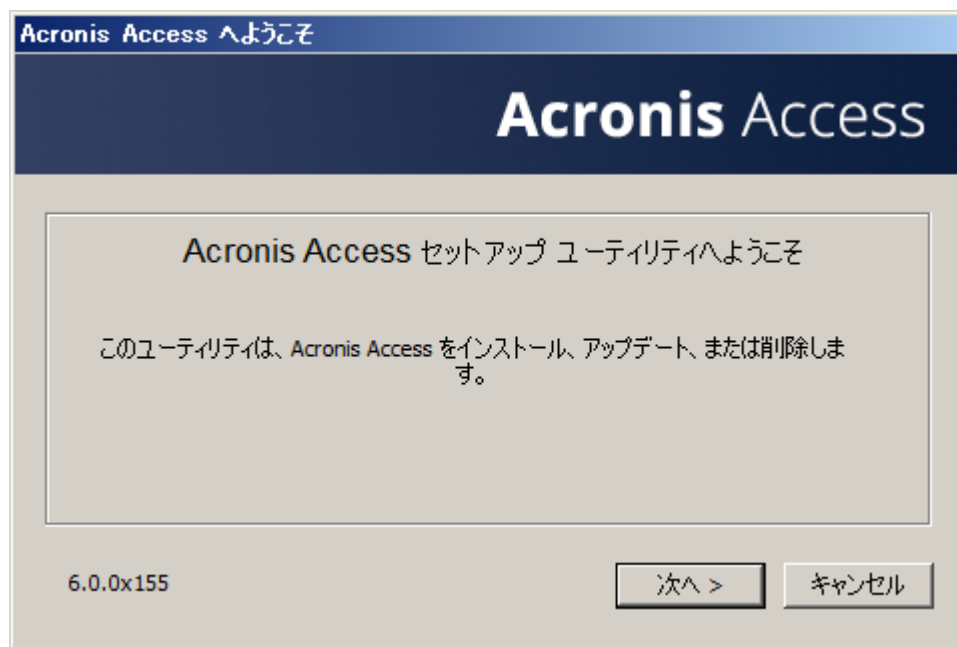 Acronis Access へようこそ
Acronis Access
Acronis Access セットアップ ユーティリティへようこそ
このユーティリティは、Acronis Access をインストール、アップデート、または削除しま
す。
6.0.0x155
次へ >
キャンセル